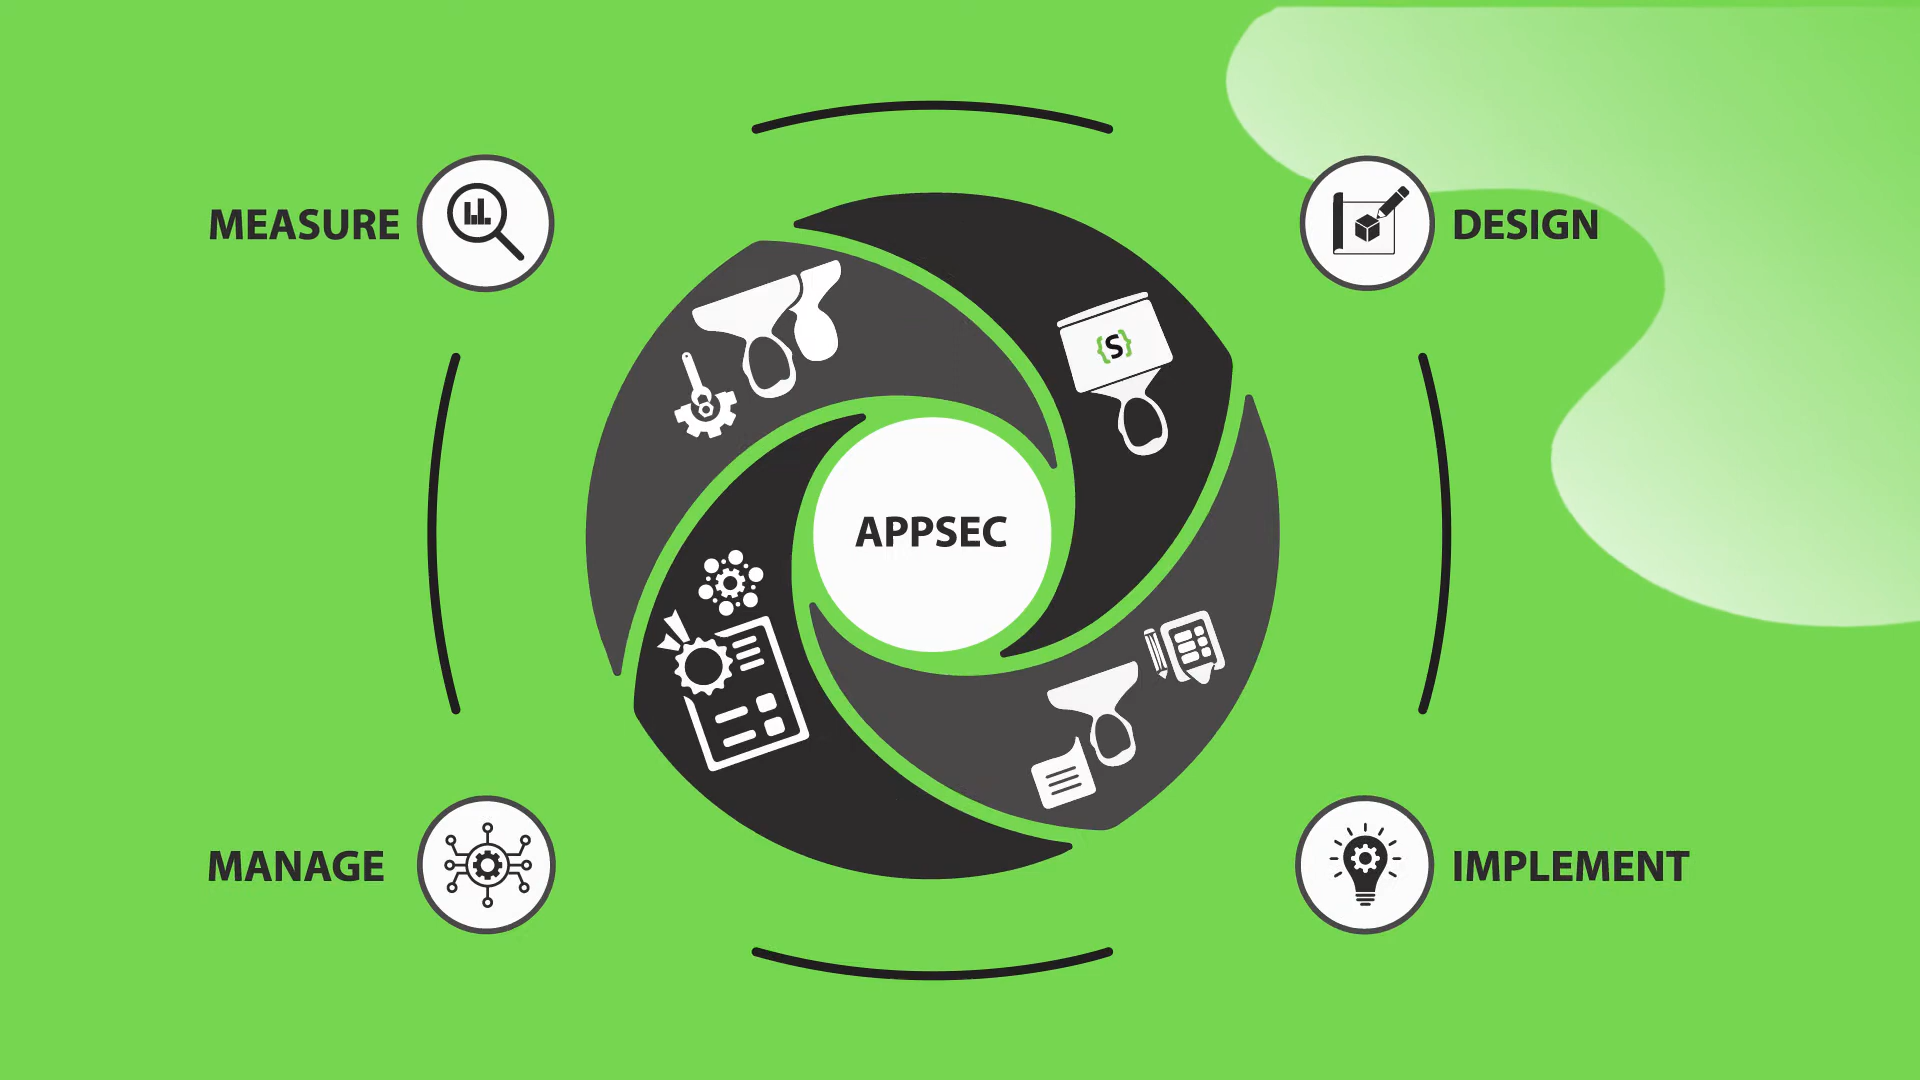 MEASURE
DESIGN
{S}
APPSEC
MANAGE
IMPLEMENT